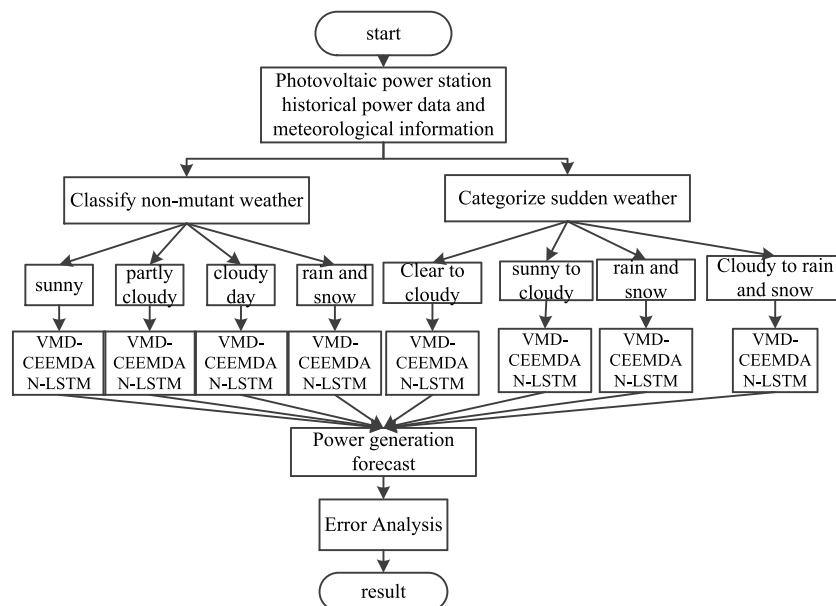 start
Photovoltaic power station
historical power data and
meteorological information
Classify non-mutant weather
Categorize sudden weather
sunny
partly
cloudy
cloudy
day
rain and
snow
Clear to
cloudy
sunny to
cloudy
rain and
snow
Cloudy to rain
and snow
VMD-
CEEMDA
N-LSTM
VMD-
CEEMDA
N-LSTM
VMD-
CEEMDA
N-LSTM
VMD-
CEEMDA
N-LSTM
VMD-
CEEMDA
N-LSTM
VMD-
CEEMDA
N-LSTM
VMD-
CEEMDA
N-LSTM
VMD-
CEEMDA
N-LSTM
Power generation
forecast
Error Analysis
result